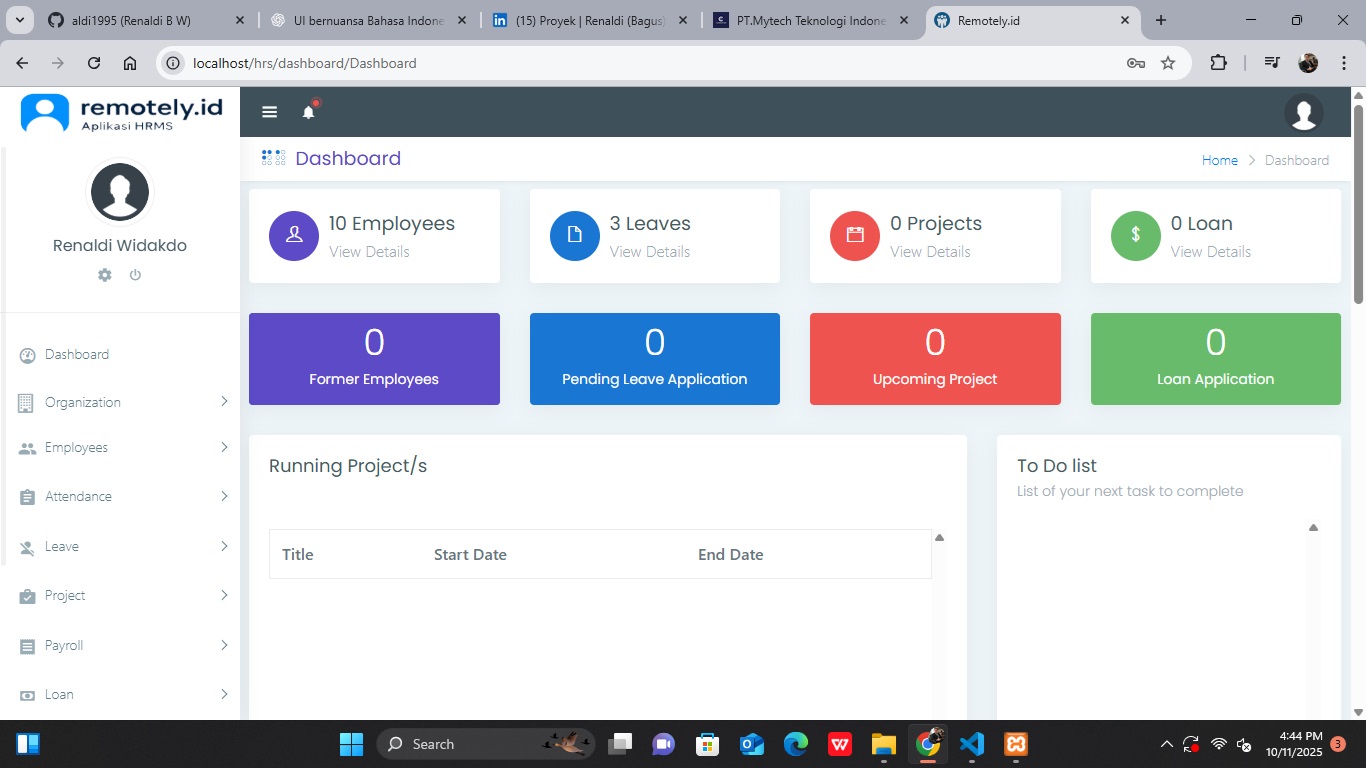 aldi1995 (Renaldi B W)
UI bernuansa Bahasa Indone
(15) Proyek | Renaldi (Bagus)
PT.Mytech Teknologi Indone
Remotely.id
localhost/hrs/dashboard/Dashboard
remotely.id
Aplikasi HRMS
Renaldi Widakdo
Dashboard
Organization
Employees
Attendance
Leave
Project
Payroll
Loan
Dashboard
Home > Dashboard
10 Employees
View Details
3 Leaves
View Details
0 Projects
View Details
0 Loan
View Details
0
Former Employees
0
Pending Leave Application
0
Upcoming Project
0
Loan Application
Running Project/s
Title Start Date End Date
To Do list
List of your next task to complete
Search
4:44 PM
10/11/2025
3